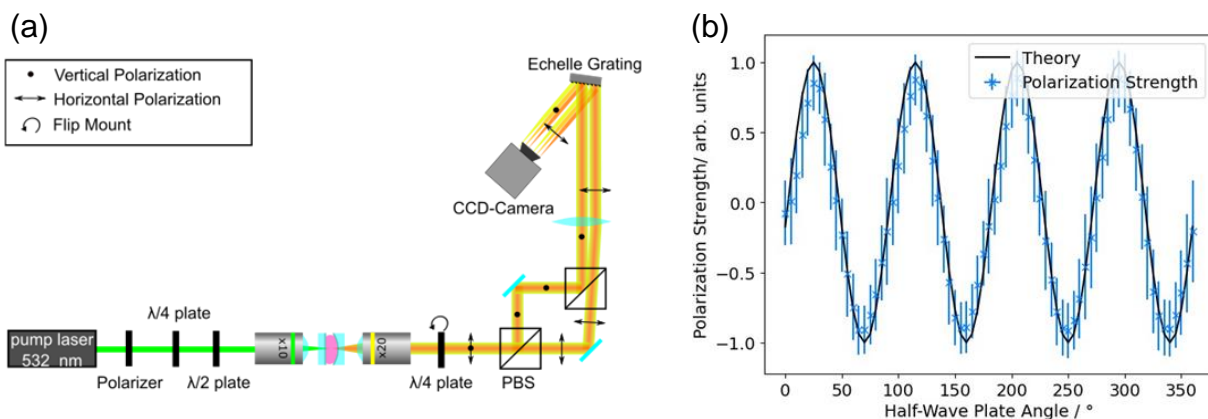 (a)
Vertical Polarization
Horizontal Polarization
Flip Mount
Echelle Grating
CCD-Camera
λ/4 plate
pump laser
532 nm
x10
x20
Polarizer
λ/2 plate
λ/4 plate
PBS
(b)
Theory
Polarization Strength
Polarization Strength/ arb. units
1.0
0.5
0.0
−0.5
−1.0
0
50
100
150
200
250
300
350
Half-Wave Plate Angle / °